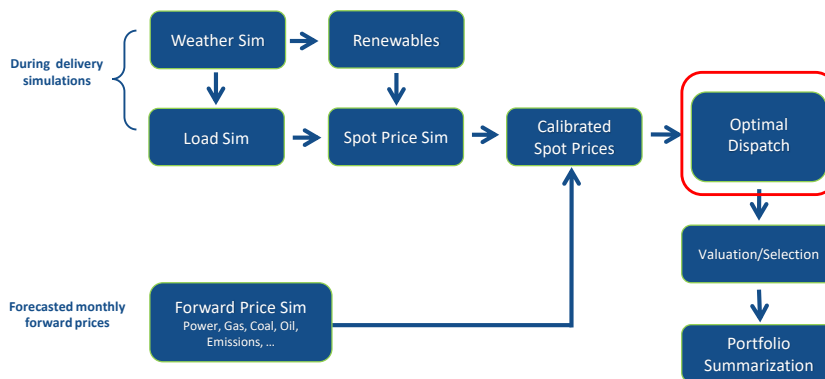 During delivery
simulations
Weather Sim
Renewables
Load Sim
Spot Price Sim
Calibrated
Spot Prices
Optimal
Dispatch
Valuation/Selection
Forecasted monthly
forward prices
Forward Price Sim
Power, Gas, Coal, Oil,
Emissions, ...
Portfolio
Summarization